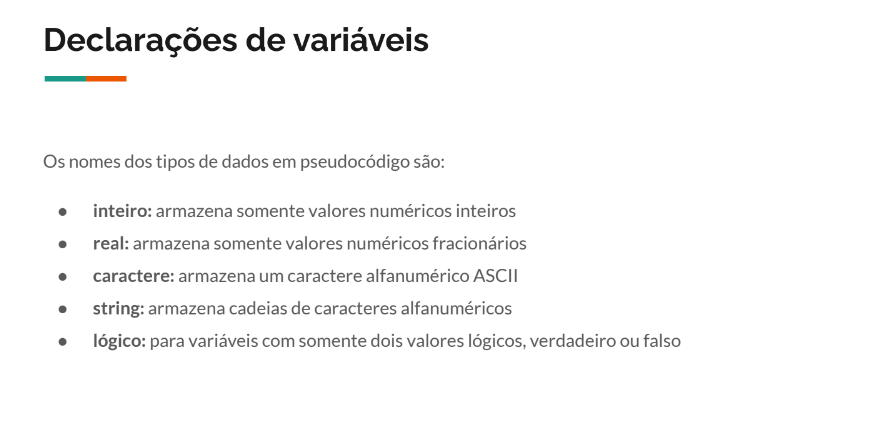 Declarações de variáveis
Os nomes dos tipos de dados em pseudocódigo são:
● inteiro: armazena somente valores numéricos inteiros
● real: armazena somente valores numéricos fracionários
● caractere: armazena um caractere alfanumérico ASCII
● string: armazena cadeias de caracteres alfanuméricos
● lógico: para variáveis com somente dois valores lógicos, verdadeiro ou falso